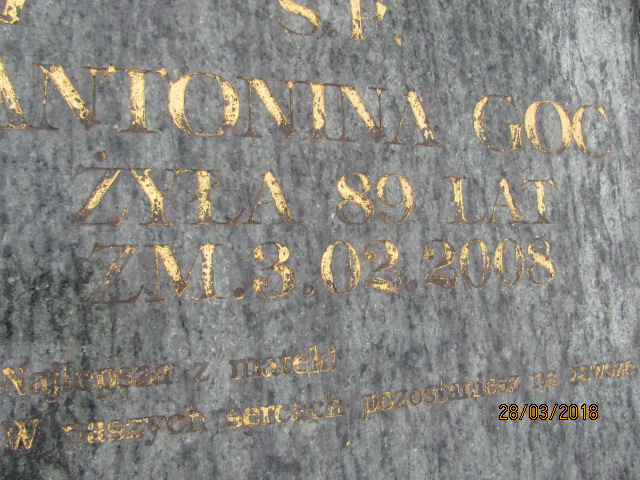 Ś.P.
ANTONINA GOC
ŻYŁA 89 LAT
ZM.3.02.2008
Najlepsza z matek!
W naszych sercach pozostaniesz na zawsze
28/03/2018